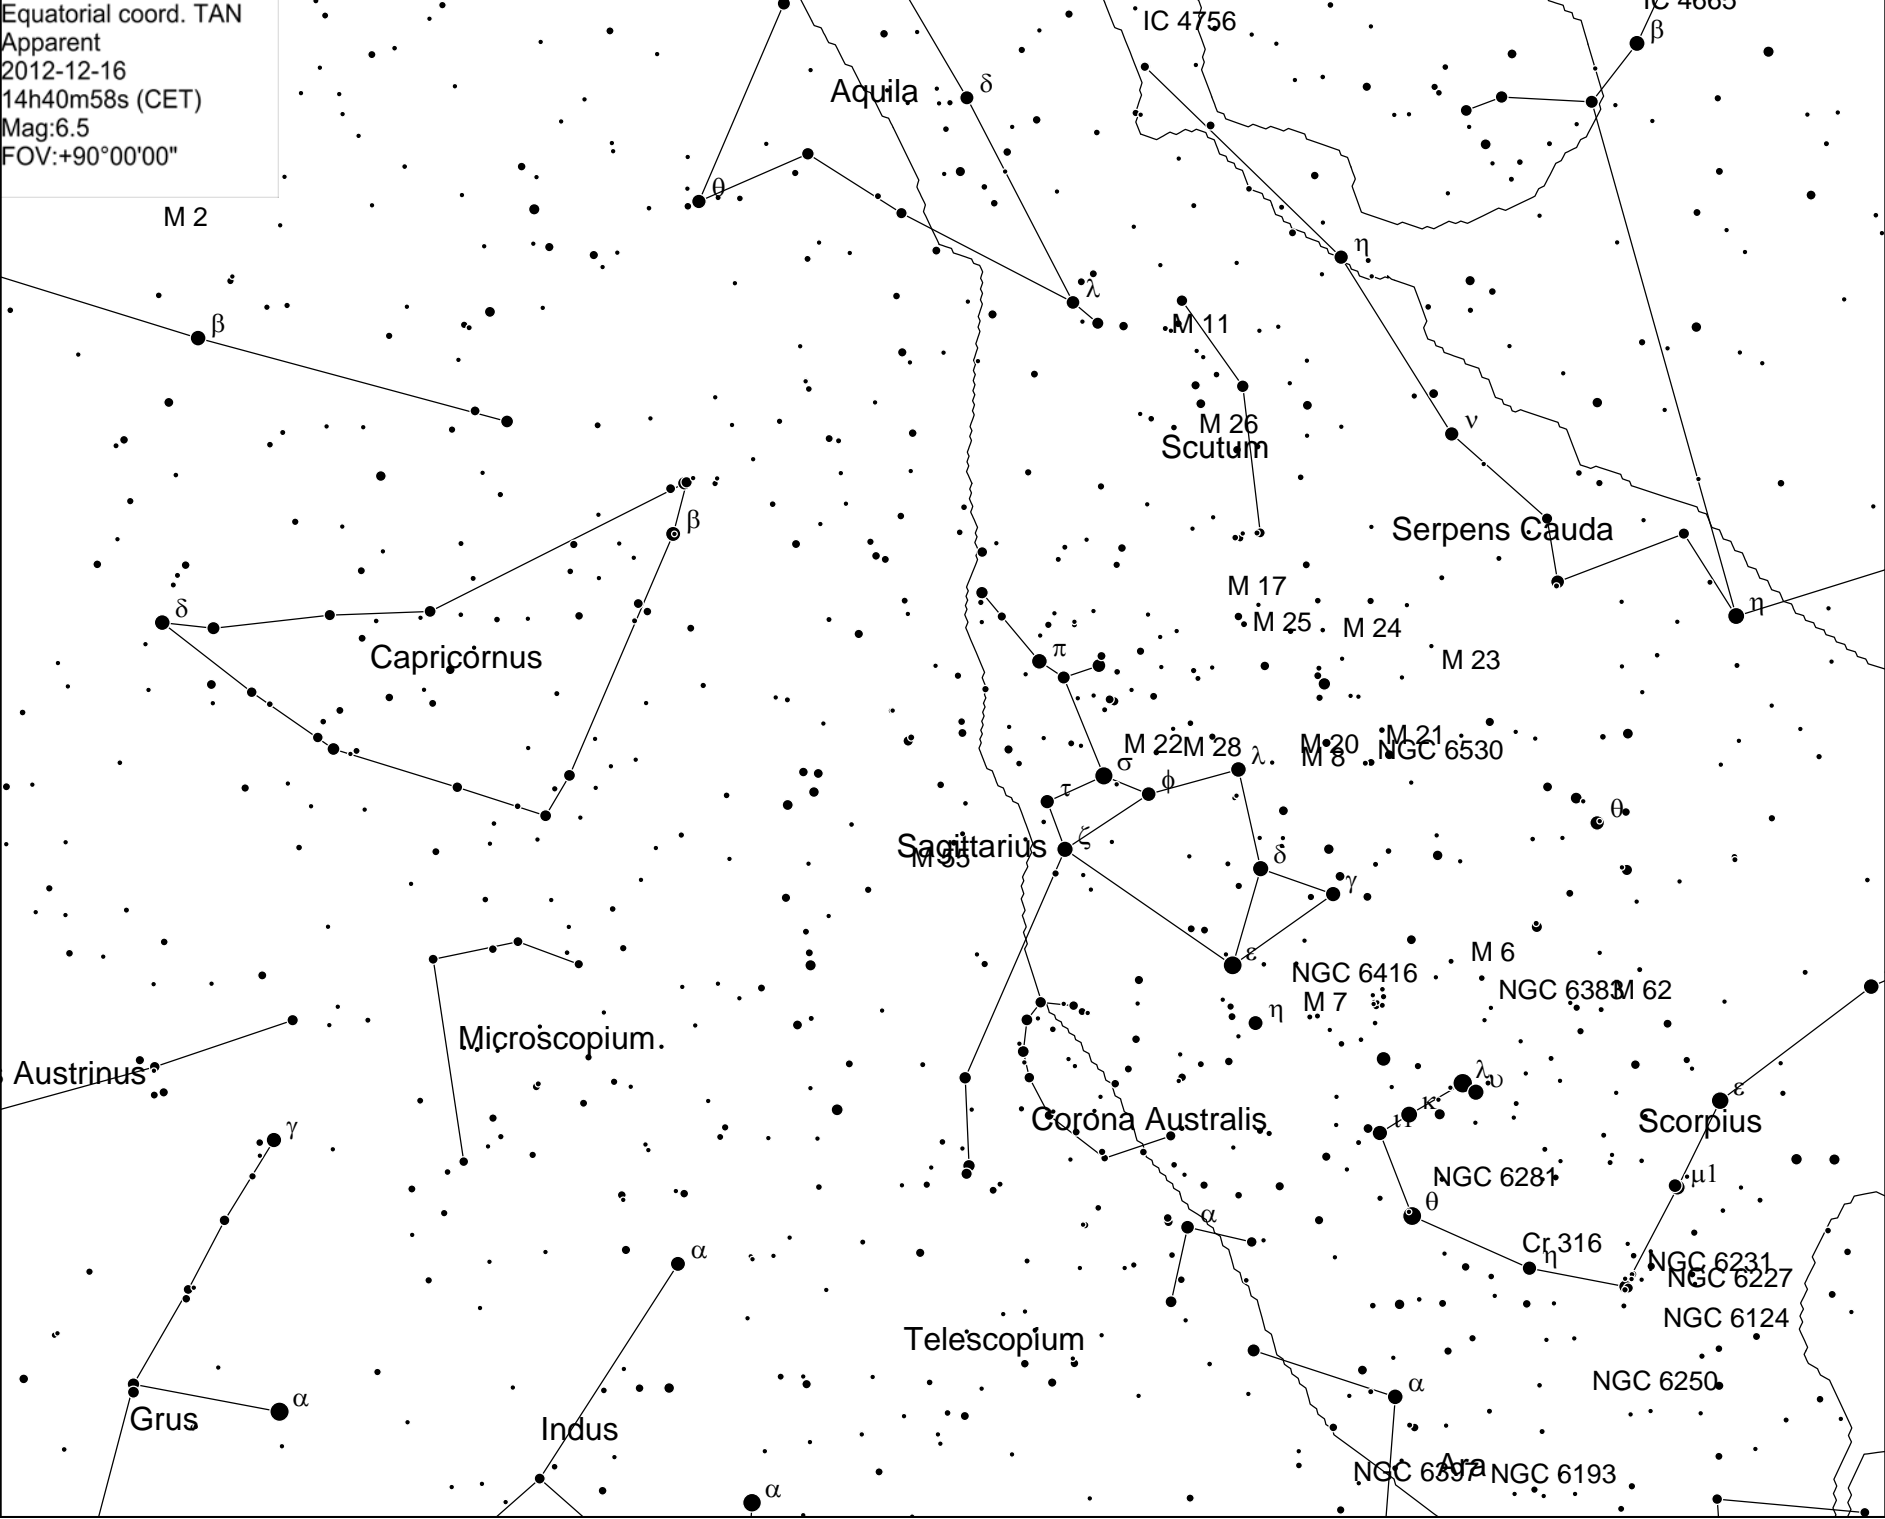 Equatorial coord. TAN
Apparent
2012-12-16
14h40m58s (CET)
Mag:6.5
FOV:+90°00'00"
IC 4756
IC 4665
β
Aquila
δ
θ
M 2
η
λ
β
M 11
M 26
Scutum
ν
β
Serpens Cauda
M 17
M 25
M 24
δ
η
Capricornus
π
M 23
M 22
M 28
M 20
M 21
M 8
NGC 6530
σ
λ
τ
φ
θ
Sagittarius
ζ
M 55
δ
γ
ε
M 6
NGC 6416
NGC 6383
M 62
M 7
η
Microscopium
Austrinus
λ
υ
κ
ι1
ε
Corona Australis
Scorpius
γ
NGC 6281
μ1
θ
α
Cr 316
η
α
NGC 6231
NGC 6227
NGC 6124
Telescopium
NGC 6250
α
α
Grus
Indus
Ara
NGC 6397
NGC 6193
α